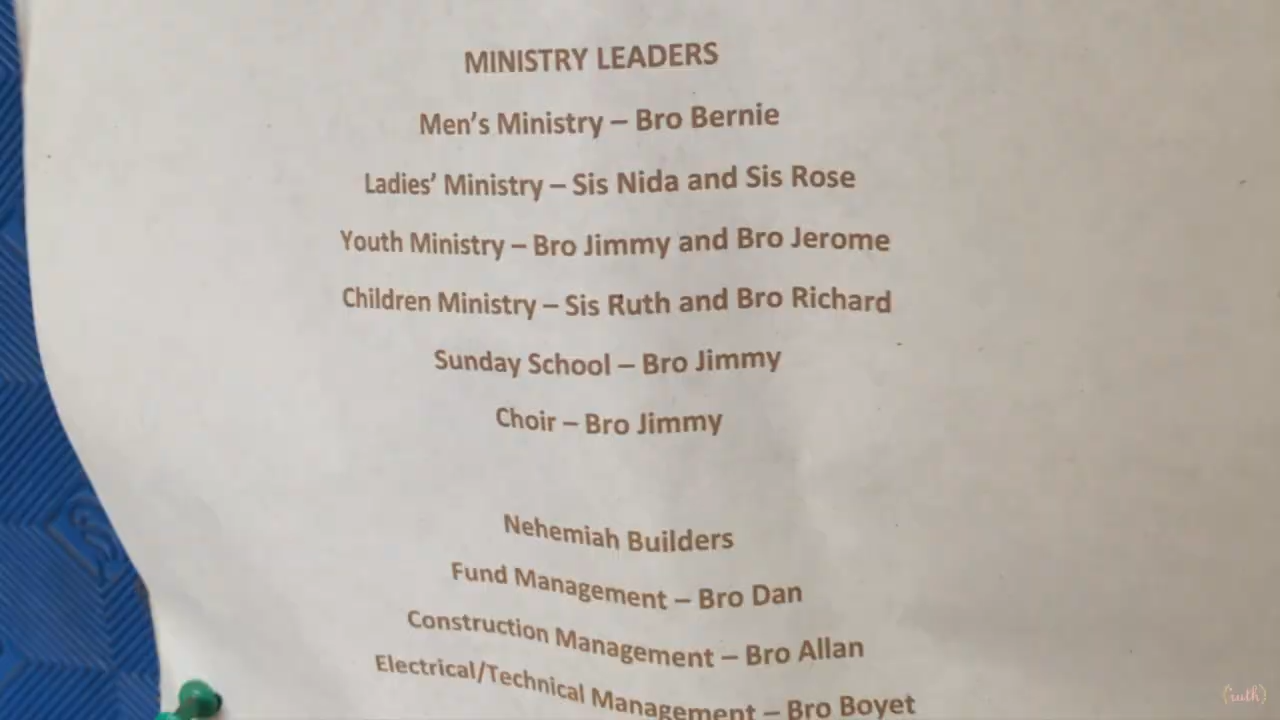 MINISTRY LEADERS
Men's Ministry – Bro Bernie
Ladies' Ministry – Sis Nida and Sis Rose
Youth Ministry – Bro Jimmy and Bro Jerome
Children Ministry – Sis Ruth and Bro Richard
Sunday School – Bro Jimmy
Choir – Bro Jimmy
Nehemiah Builders
Fund Management – Bro Dan
Construction Management – Bro Allan
Electrical/Technical Management – Bro Boyet
(ruth)